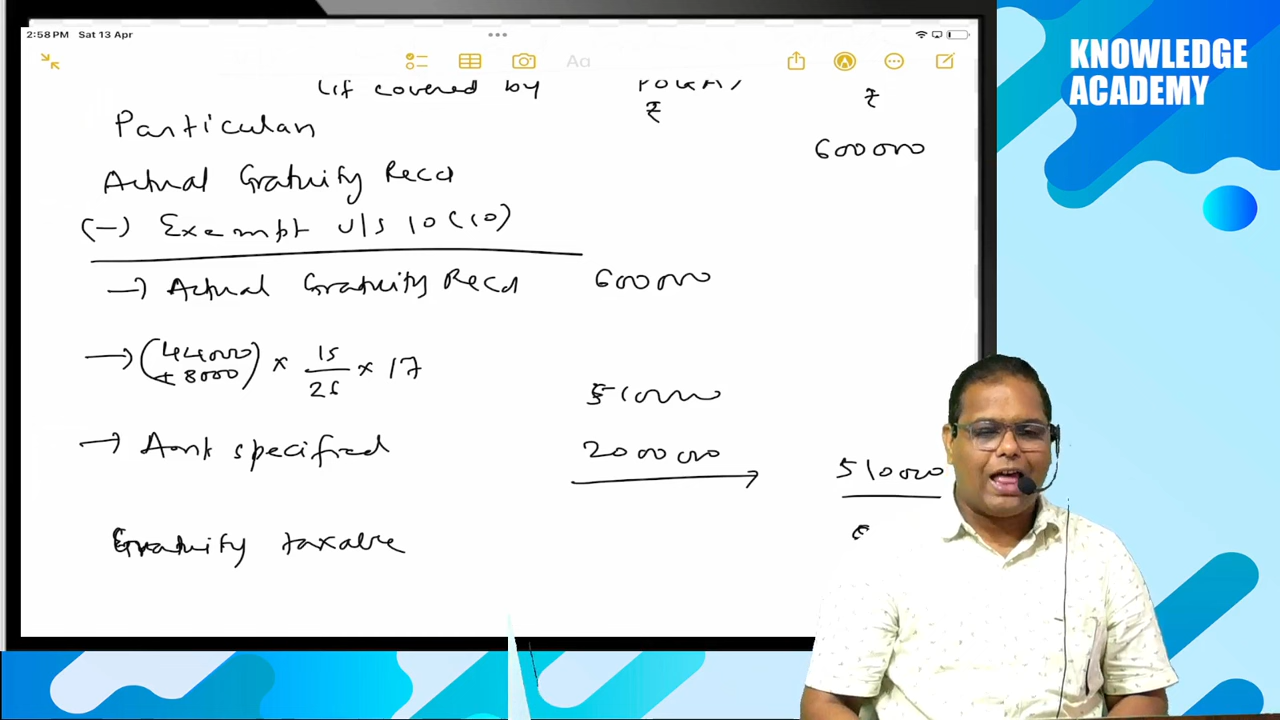 2:58 PM Sat 13 Apr
KNOWLEDGE
ACADEMY
Aa
(if covered by
₹ ₹
Particular
600000
Actual Gratuity Recd
(-) Exempt u/s 10(10)
→ Actual Gratuity Recd 600000
→ (44000 + 8000) × 15/26 × 17
510000
→ Amt specified 2000000
510000
Gratuity taxable